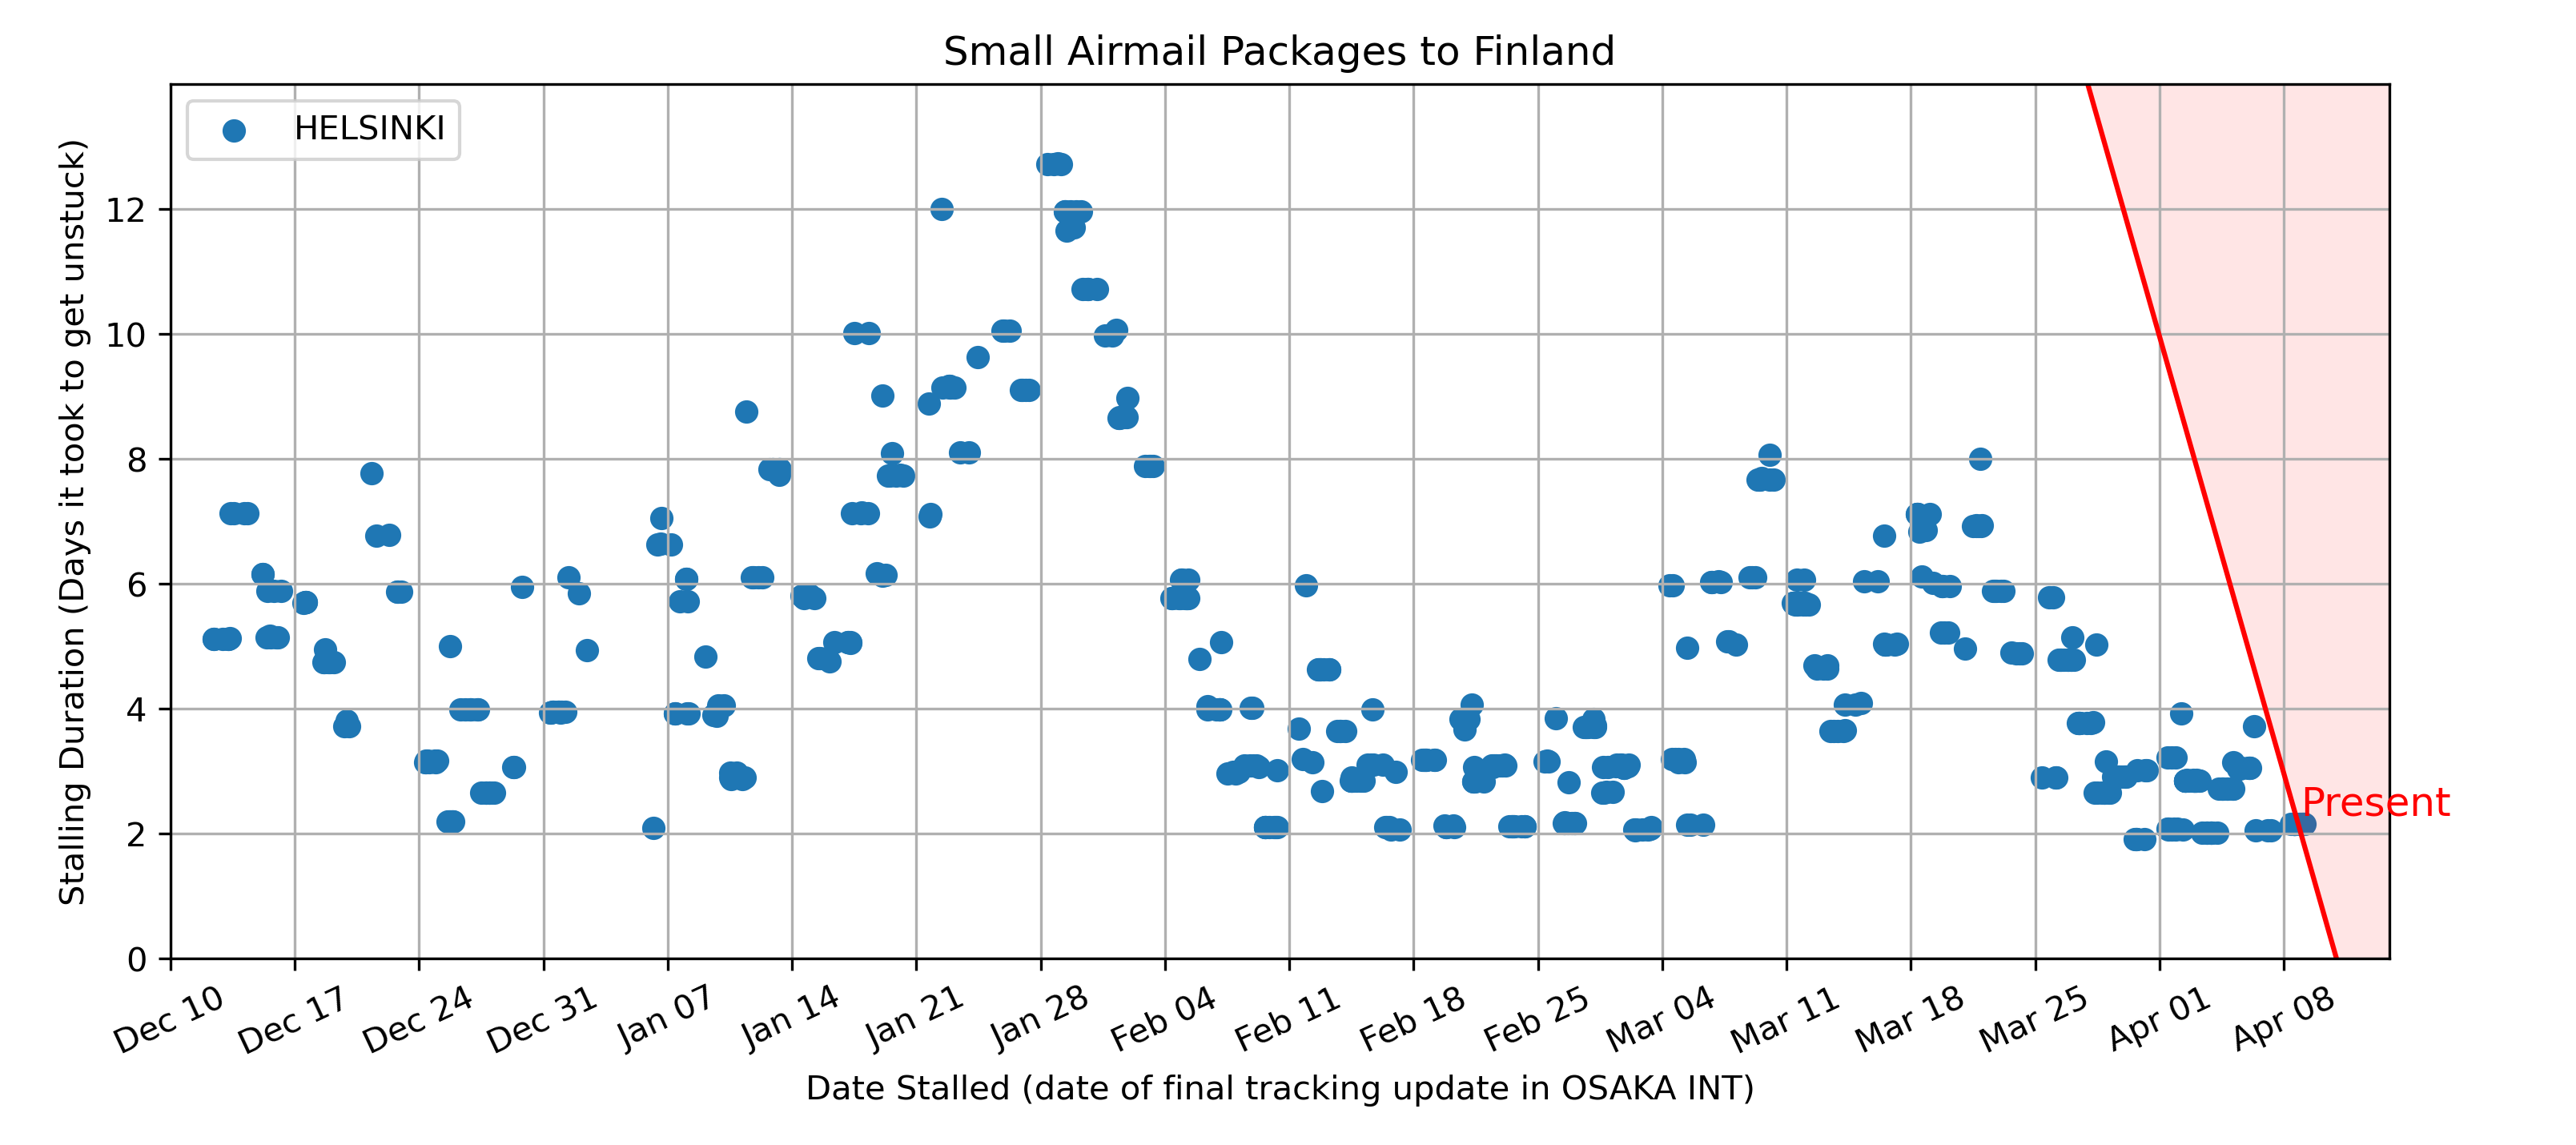 Small Airmail Packages to Finland
HELSINKI
Stalling Duration (Days it took to get unstuck)
12
10
8
6
4
2
0
Present
Dec 10
Dec 17
Dec 24
Dec 31
Jan 07
Jan 14
Jan 21
Jan 28
Feb 04
Feb 11
Feb 18
Feb 25
Mar 04
Mar 11
Mar 18
Mar 25
Apr 01
Apr 08
Date Stalled (date of final tracking update in OSAKA INT)